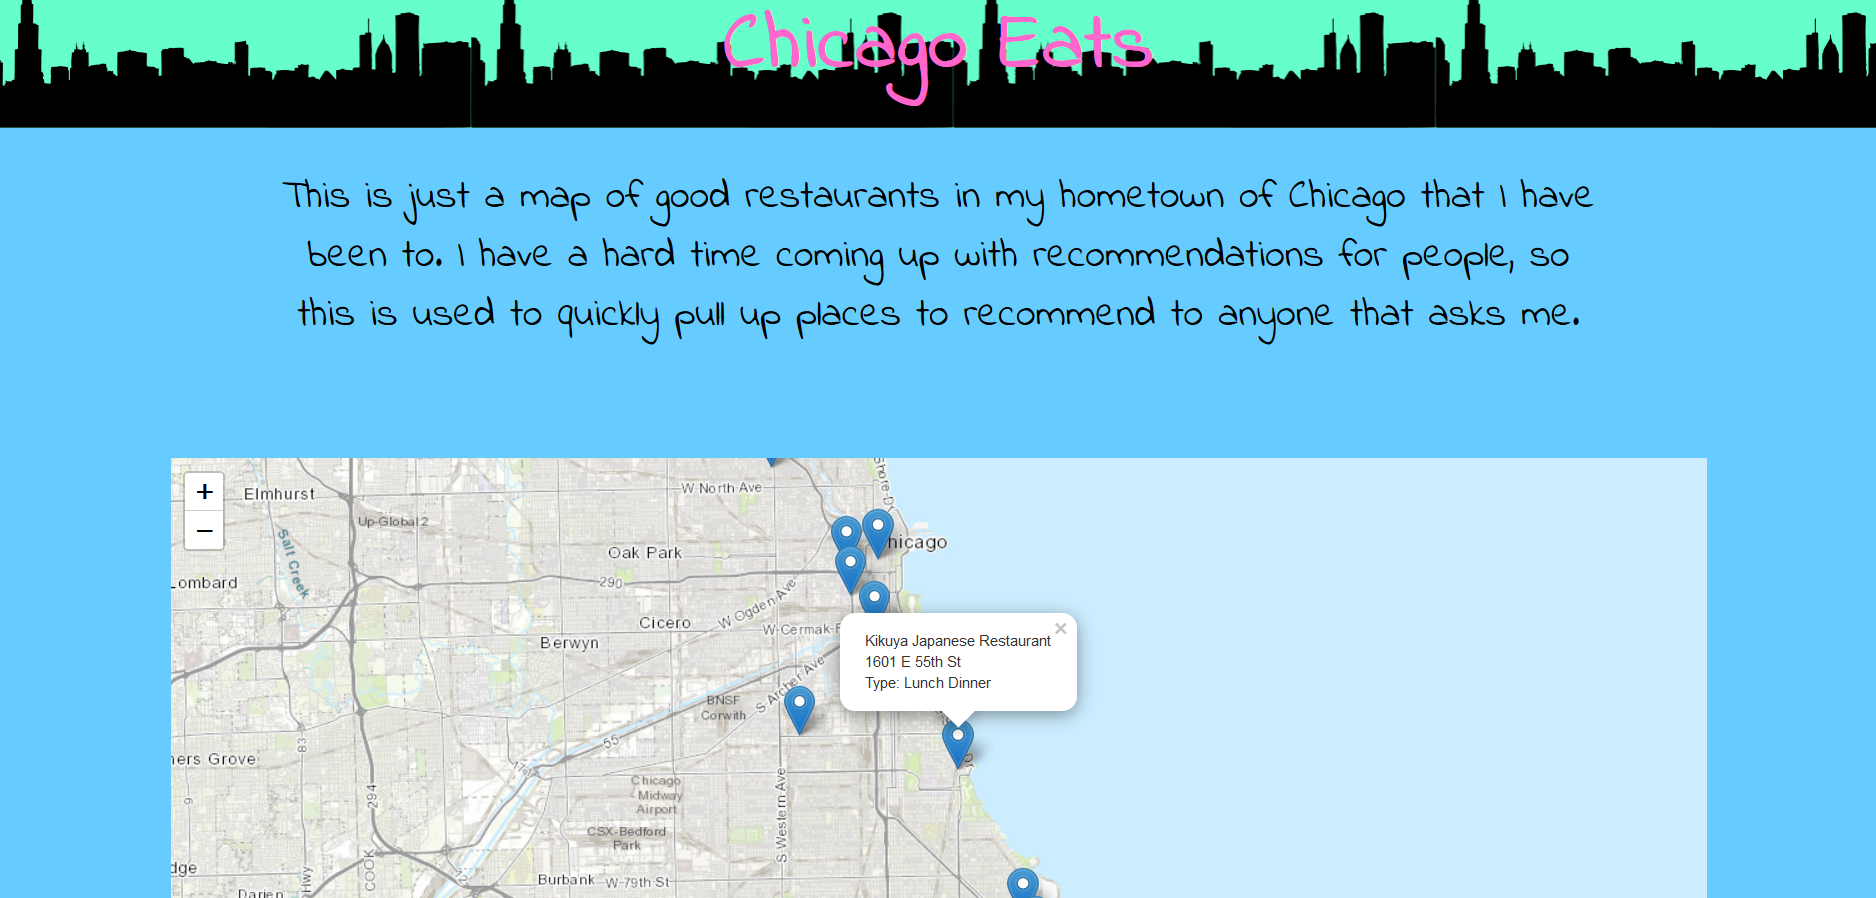 Chicago Eats
This is just a map of good restaurants in my hometown of Chicago that I have
been to. I have a hard time coming up with recommendations for people, so
this is used to quickly pull up places to recommend to anyone that asks me.
+
−
Elmhurst
Up-Global 2
W North Ave
Shore-D
Salt Creek
Oak Park
hicago
Lombard
290
W Ogden Ave
Cicero
W-Cermak-R
Berwyn
Kikuya Japanese Restaurant
×
1601 E 55th St
Type: Lunch Dinner
S Archer Ave
BNSF
Corwith
55
83
ners Grove
294
Chicago
Midway
Airport
S-Western-Ave
CSX-Bedford
Park
COOK
dge
Hwy
Burbank
W-79th St
Darien